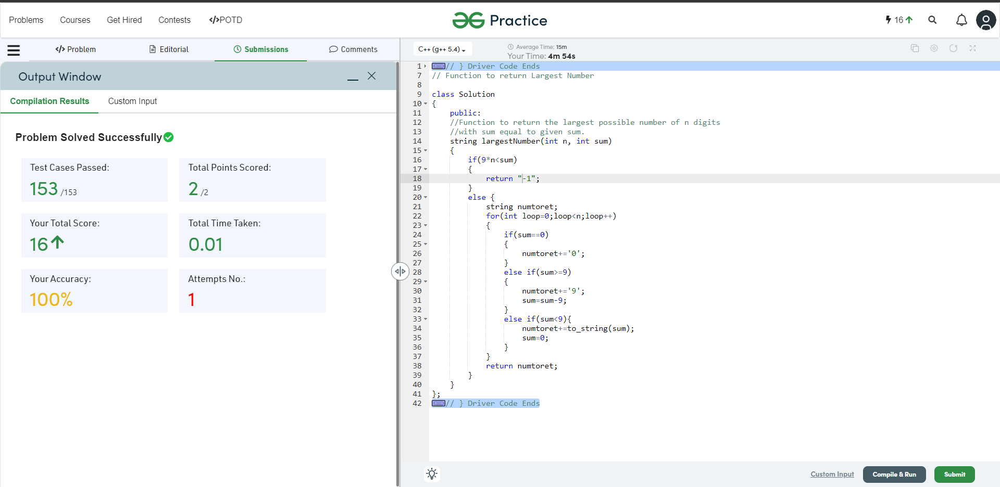 Problems Courses Get Hired Contests </>POTD
Practice
16
</> Problem Editorial Submissions Comments
Output Window
Compilation Results Custom Input
Problem Solved Successfully
Test Cases Passed: Total Points Scored:
153 /153 2 /2
Your Total Score: Total Time Taken:
16 0.01
Your Accuracy: Attempts No.:
100% 1
C++ (g++ 5.4)
Average Time: 15m
Your Time: 4m 54s
1 // } Driver Code Ends
7 // Function to return Largest Number
8
9 class Solution
10 {
11 public:
12 //Function to return the largest possible number of n digits
13 //with sum equal to given sum.
14 string largestNumber(int n, int sum)
15 {
16 if(9*n<sum)
17 {
18 return "-1";
19 }
20 else {
21 string numtoret;
22 for(int loop=0;loop<n;loop++)
23 {
24 if(sum==0)
25 {
26 numtoret+='0';
27 }
28 else if(sum>=9)
29 {
30 numtoret+='9';
31 sum=sum-9;
32 }
33 else if(sum<9){
34 numtoret+=to_string(sum);
35 sum=0;
36 }
37 }
38 return numtoret;
39 }
40 }
41 };
42 // } Driver Code Ends
Custom Input Compile & Run Submit